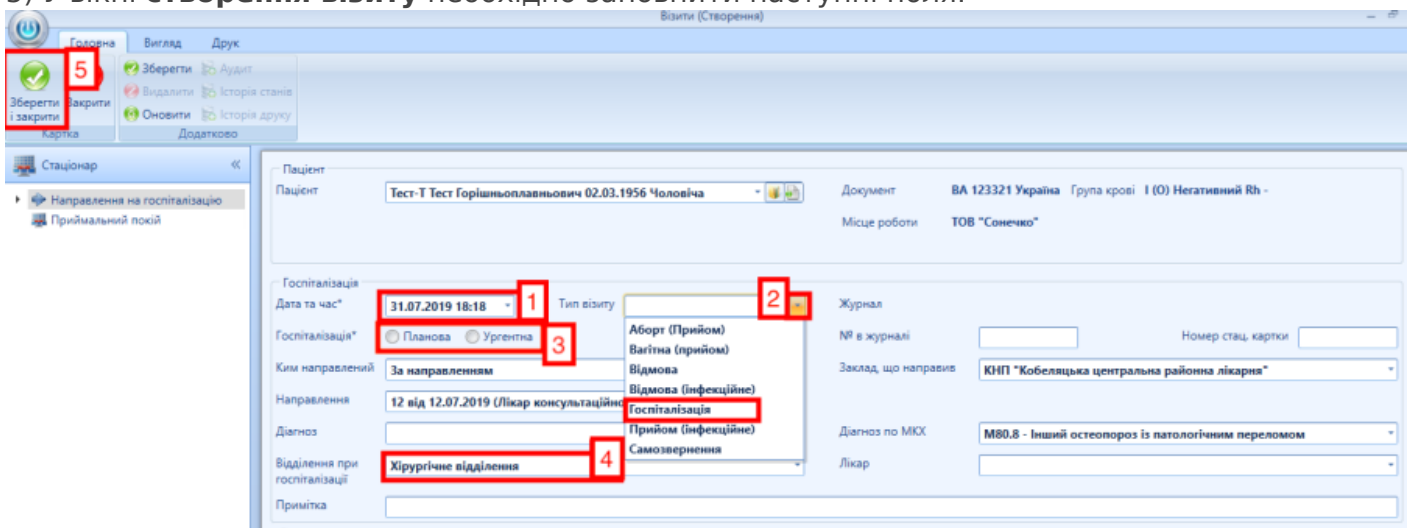 Візити (Створення)
Головна Вигляд Друк
5
Зберегти і закрити
Закрити
Зберегти Аудит
Видалити Історія станів
Оновити Історія друку
Картка Додатково
Стаціонар «
Направлення на госпіталізацію
Приймальний покій
Пацієнт
Пацієнт Тест-Т Тест Горішньоплавньович 02.03.1956 Чоловіча Документ ВА 123321 Україна Група крові I (O) Негативний Rh -
Місце роботи ТОВ "Сонечко"
Госпіталізація
Дата та час* 31.07.2019 18:18 1 Тип візиту 2 Журнал
Госпіталізація* Планова Ургентна 3 № в журналі Номер стац. картки
Ким направлений За направленням Заклад, що направив КНП "Кобеляцька центральна районна лікарня"
Направлення 12 від 12.07.2019 (Лікар консультаційно
Аборт (Прийом)
Вагітна (прийом)
Відмова
Відмова (інфекційне)
Госпіталізація
Прийом (інфекційне)
Самозвернення
Діагноз Діагноз по МКХ M80.8 - Інший остеопороз із патологічним переломом
Відділення при госпіталізації Хірургічне відділення 4 Лікар
Примітка